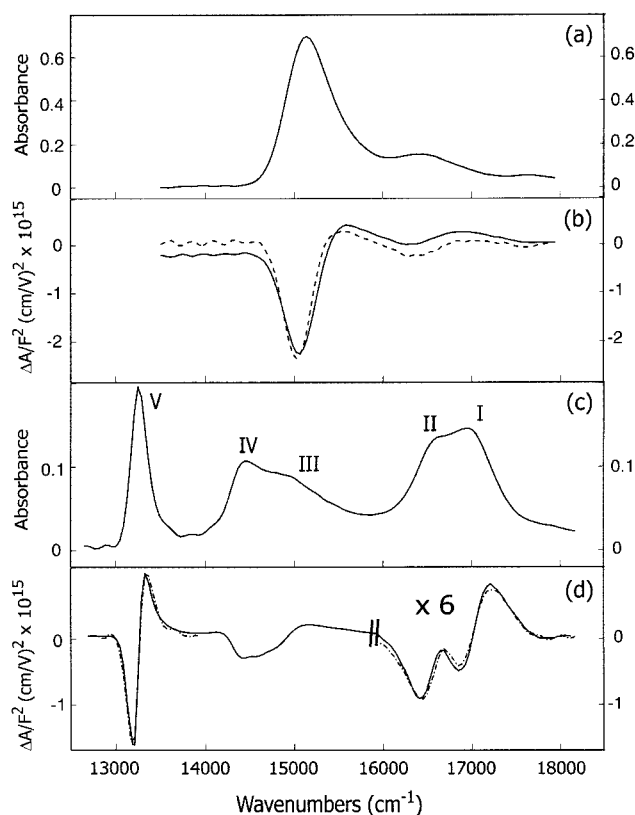 (a)
0.6
0.4
0.2
0
Absorbance
0.6
0.4
0.2
0
(b)
0
-1
-2
ΔA/F² (cm/V)² x 10¹⁵
0
-1
-2
(c)
V
IV
III
II
I
0.1
0
Absorbance
0.1
0
(d)
x 6
0
-1
ΔA/F² (cm/V)² x 10¹⁵
0
-1
13000 14000 15000 16000 17000 18000
Wavenumbers (cm⁻¹)